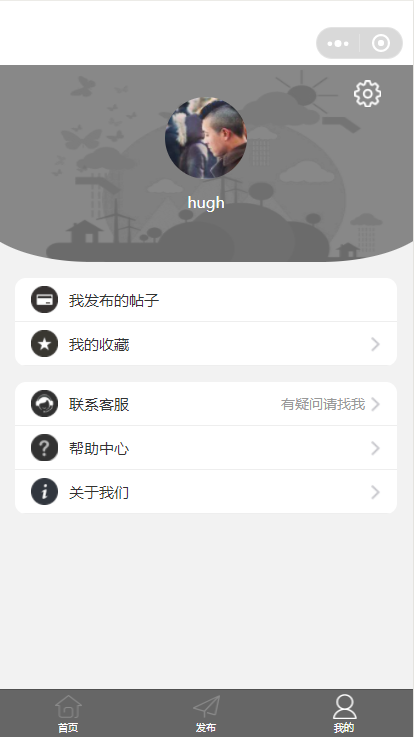 hugh
我发布的帖子
我的收藏
联系客服 有疑问请找我
帮助中心
关于我们
首页 发布 我的